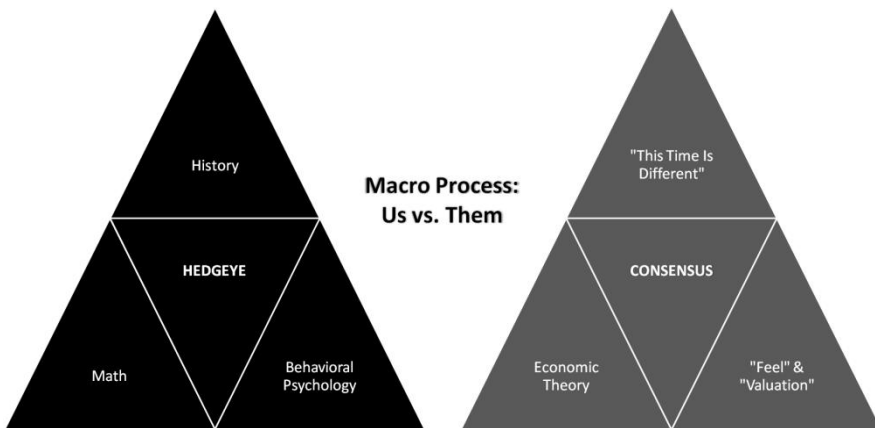 History
HEDGEYE
Math
Behavioral
Psychology
Macro Process:
Us vs. Them
"This Time Is
Different"
CONSENSUS
Economic
Theory
"Feel" &
"Valuation"